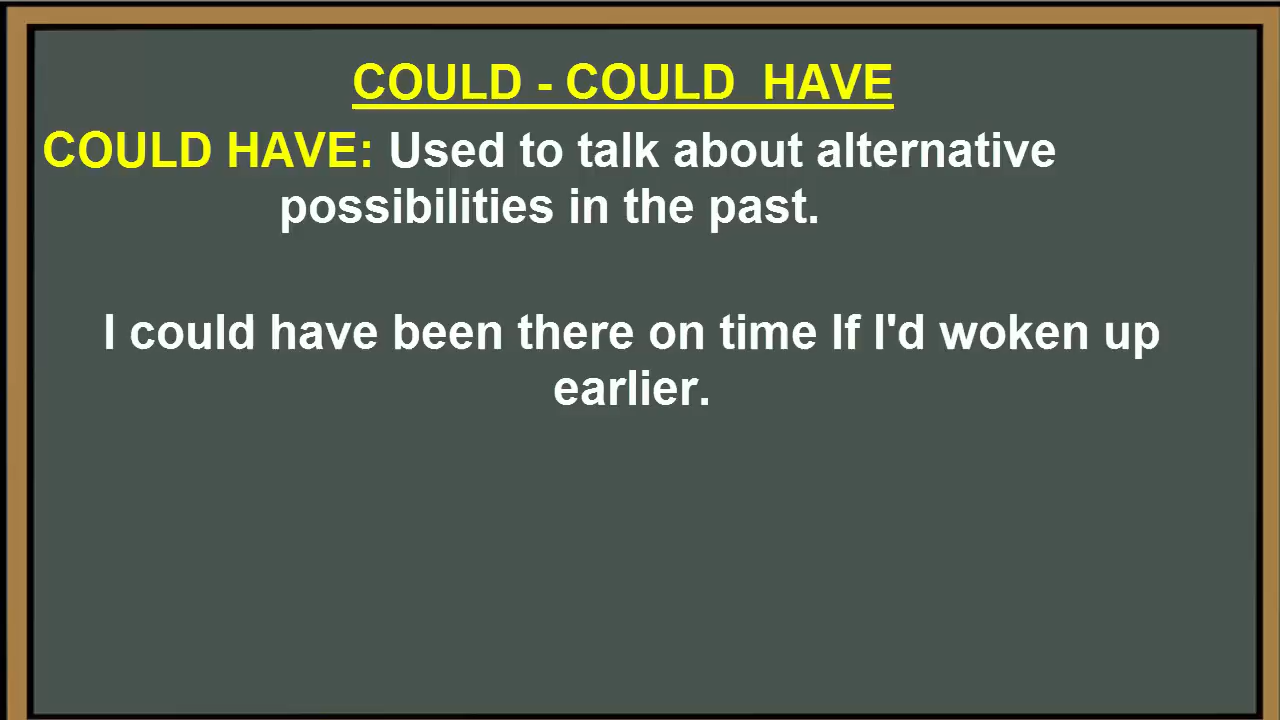 COULD - COULD HAVE
COULD HAVE: Used to talk about alternative
possibilities in the past.
I could have been there on time If I'd woken up
earlier.